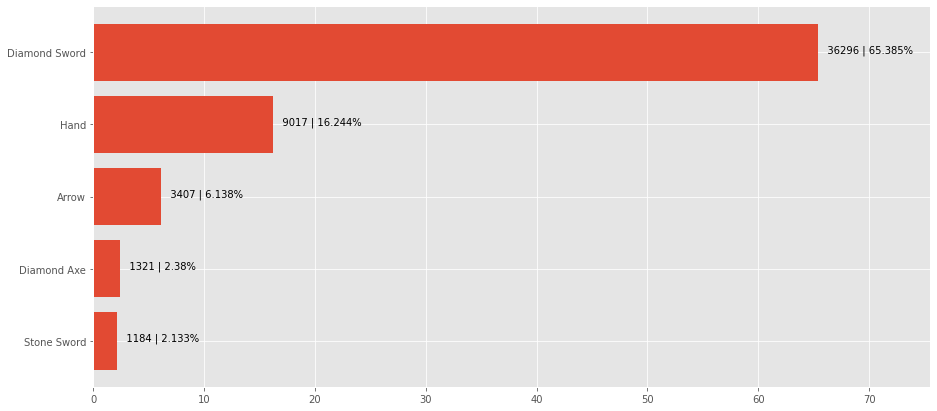 Diamond Sword 36296 | 65.385%
Hand 9017 | 16.244%
Arrow 3407 | 6.138%
Diamond Axe 1321 | 2.38%
Stone Sword 1184 | 2.133%
0 10 20 30 40 50 60 70